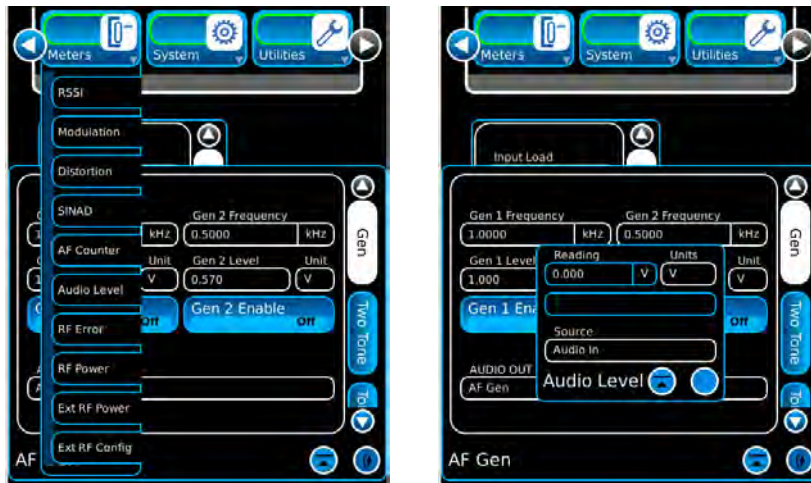 Meters
System
Utilities
RSSI
Modulation
Distortion
SINAD
AF Counter
Audio Level
RF Error
RF Power
Ext RF Power
Ext RF Config
Gen 2 Frequency
kHz 0.5000 kHz
Unit Gen 2 Level Unit
V 0.570 V
Gen 2 Enable
Off Off
AF
Gen
Two Tone
To
Meters
System
Utilities
Input Load
Gen 1 Frequency Gen 2 Frequency
1.0000 kHz 0.5000 kHz
Gen 1 Level Unit
1.000 V
Gen 1 Ena
Off
Reading Units
0.000 V V
Source
Audio In
Audio Level
AUDIO OUT
AF Gen
AF Gen
Gen
Two Tone
To